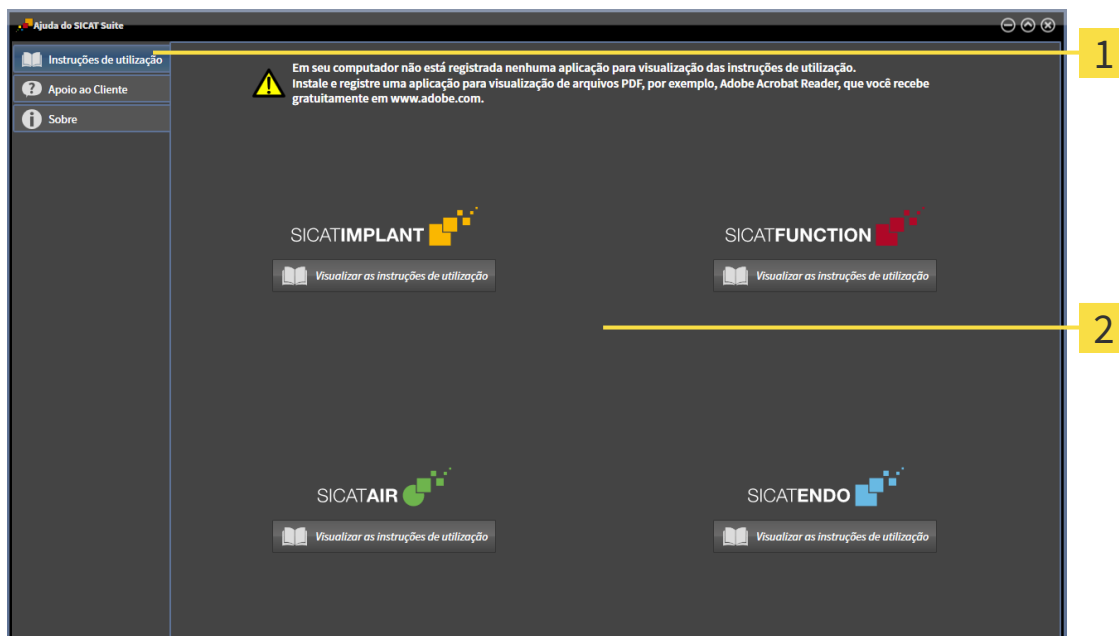 Ajuda do SICAT Suite
Instruções de utilização
1
Apoio ao Cliente
Sobre
Em seu computador não está registrada nenhuma aplicação para visualização das instruções de utilização.
Instale e registre uma aplicação para visualização de arquivos PDF, por exemplo, Adobe Acrobat Reader, que você recebe
gratuitamente em www.adobe.com.
SICATIMPLANT
SICATFUNCTION
Visualizar as instruções de utilização
Visualizar as instruções de utilização
2
SICATAIR
SICATENDO
Visualizar as instruções de utilização
Visualizar as instruções de utilização